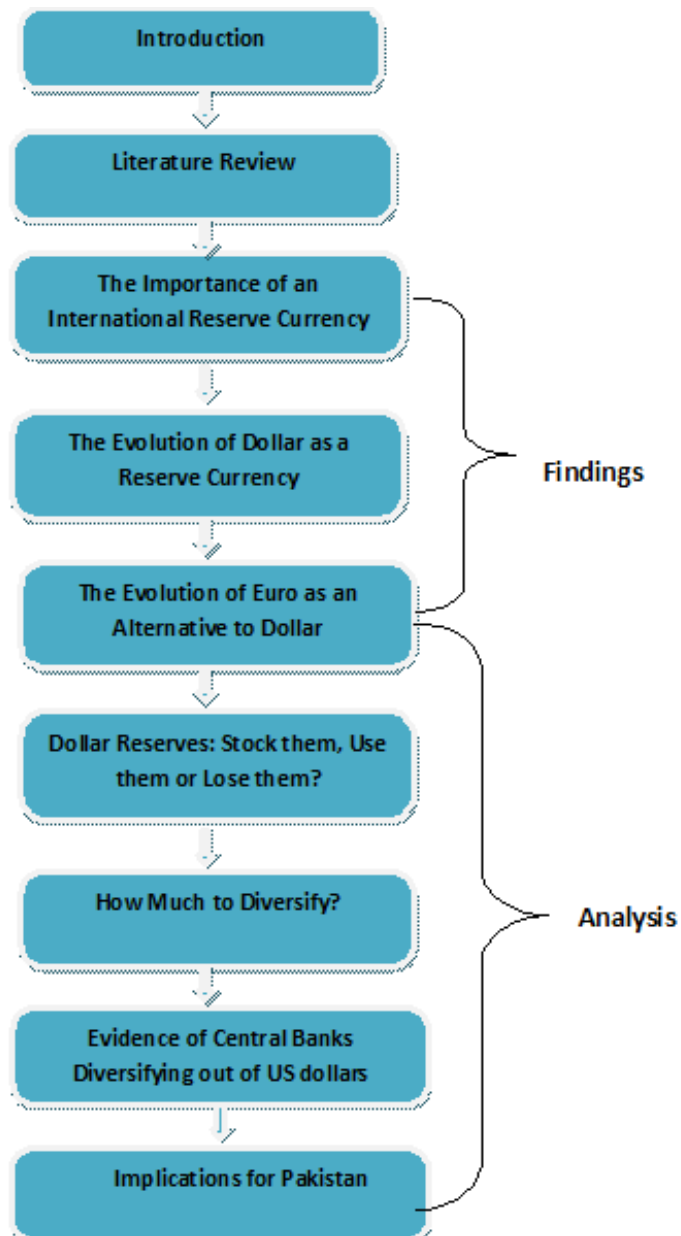 Introduction
Literature Review
The Importance of an
International Reserve Currency
The Evolution of Dollar as a
Reserve Currency
Findings
The Evolution of Euro as an
Alternative to Dollar
Dollar Reserves: Stock them, Use
them or Lose them?
How Much to Diversify?
Analysis
Evidence of Central Banks
Diversifying out of US dollars
Implications for Pakistan